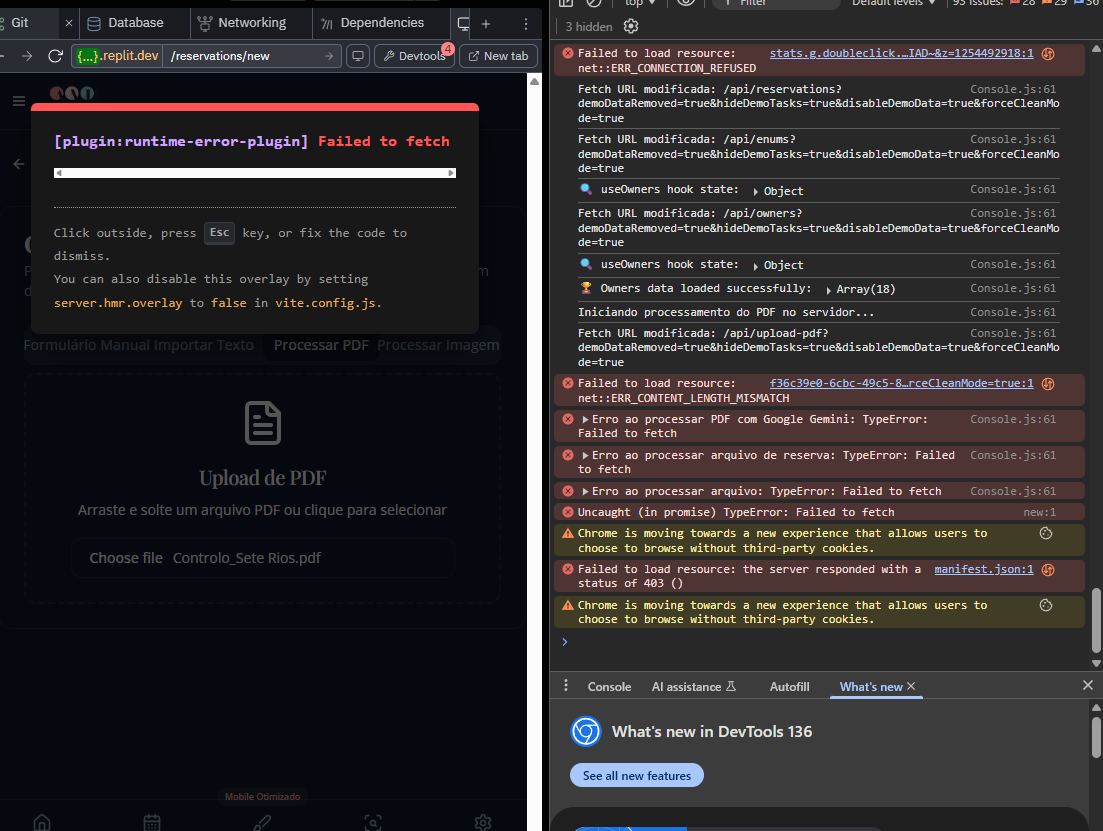 Git
Database
Networking
Dependencies
{...}.replit.dev
/reservations/new
Devtools
4
New tab
[plugin:runtime-error-plugin] Failed to fetch
Click outside, press Esc key, or fix the code to
dismiss.
You can also disable this overlay by setting
server.hmr.overlay to false in vite.config.js.
Formulário Manual
Importar Texto
Processar PDF
Processar Imagem
Upload de PDF
Arraste e solte um arquivo PDF ou clique para selecionar
Choose file Controlo_Sete Rios.pdf
Mobile Otimizado
top
Filter
Default levels
93 Issues:
28
29
36
3 hidden
Failed to load resource: stats.g.doubleclick.…IAD~&z=1254492918:1
net::ERR_CONNECTION_REFUSED
Fetch URL modificada: /api/reservations? Console.js:61
demoDataRemoved=true&hideDemoTasks=true&disableDemoData=true&forceCleanMo
de=true
Fetch URL modificada: /api/enums? Console.js:61
demoDataRemoved=true&hideDemoTasks=true&disableDemoData=true&forceCleanMo
de=true
useOwners hook state: Object Console.js:61
Fetch URL modificada: /api/owners? Console.js:61
demoDataRemoved=true&hideDemoTasks=true&disableDemoData=true&forceCleanMo
de=true
useOwners hook state: Object Console.js:61
Owners data loaded successfully: Array(18) Console.js:61
Iniciando processamento do PDF no servidor... Console.js:61
Fetch URL modificada: /api/upload-pdf? Console.js:61
demoDataRemoved=true&hideDemoTasks=true&disableDemoData=true&forceCleanMo
de=true
Failed to load resource: f36c39e0-6cbc-49c5-8…rceCleanMode=true:1
net::ERR_CONTENT_LENGTH_MISMATCH
Erro ao processar PDF com Google Gemini: TypeError: Console.js:61
Failed to fetch
Erro ao processar arquivo de reserva: TypeError: Failed Console.js:61
to fetch
Erro ao processar arquivo: TypeError: Failed to fetch Console.js:61
Uncaught (in promise) TypeError: Failed to fetch new:1
Chrome is moving towards a new experience that allows users to
choose to browse without third-party cookies.
Failed to load resource: the server responded with a manifest.json:1
status of 403 ()
Chrome is moving towards a new experience that allows users to
choose to browse without third-party cookies.
Console
AI assistance
Autofill
What's new
What's new in DevTools 136
See all new features